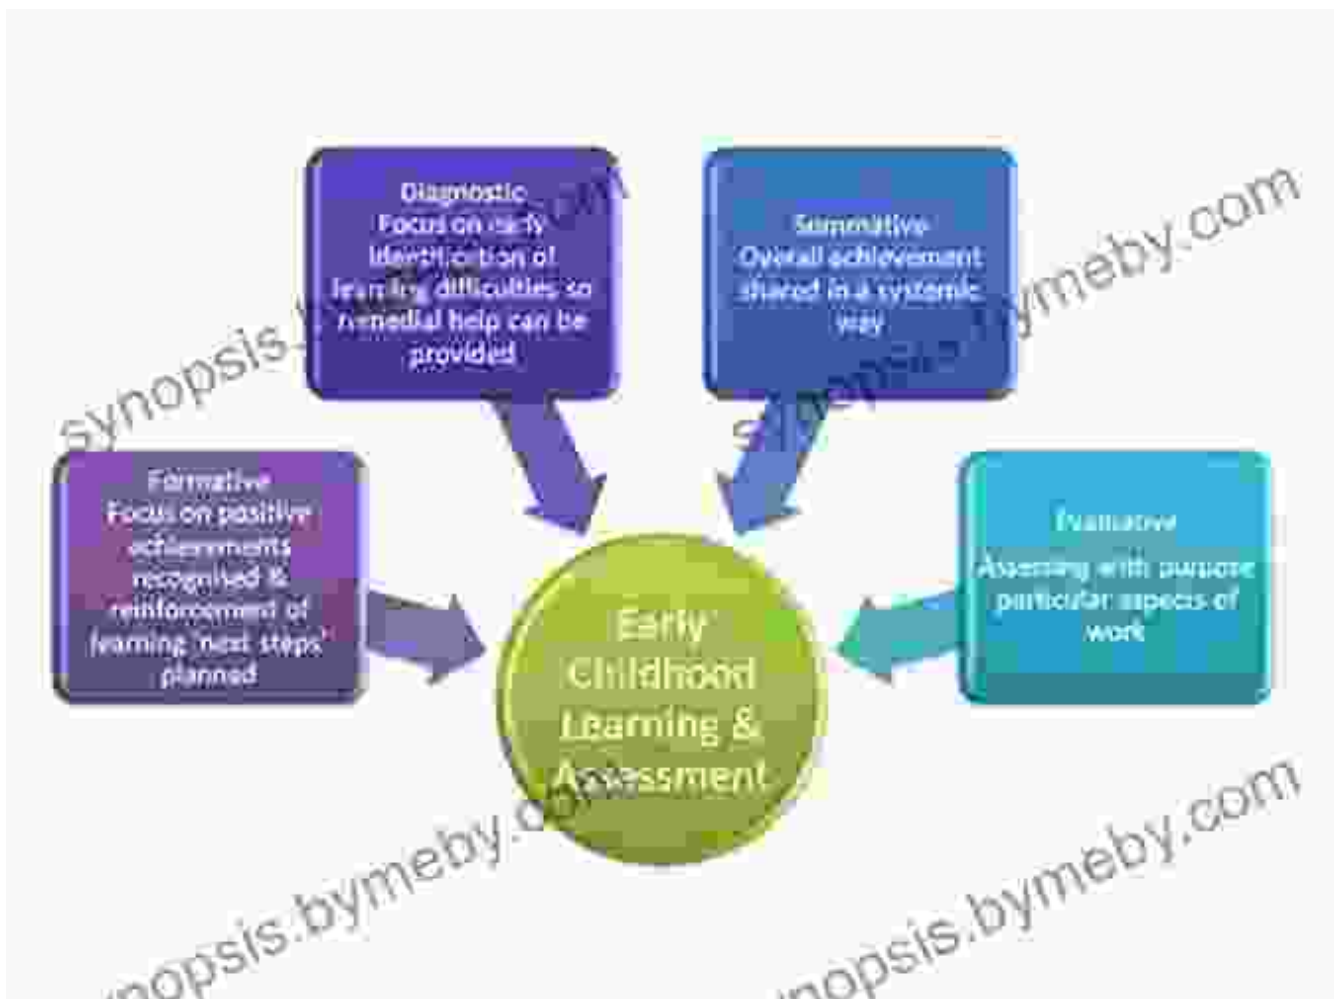 Diagnostic
Focus on early
identification of
learning difficulties so
remedial help can be
provided
Summative
Overall achievement
shared in a systemic
way
Formative
Focus on positive
achievements
recognised &
reinforcement of
learning 'next steps'
planned
Evaluative
Assessing with purpose
particular aspects of
work
Early
Childhood
Learning &
Assessment
synopsis.bymeby.com
synopsis.bymeby.com
synopsis.bymeby.com
synopsis.bymeby.com